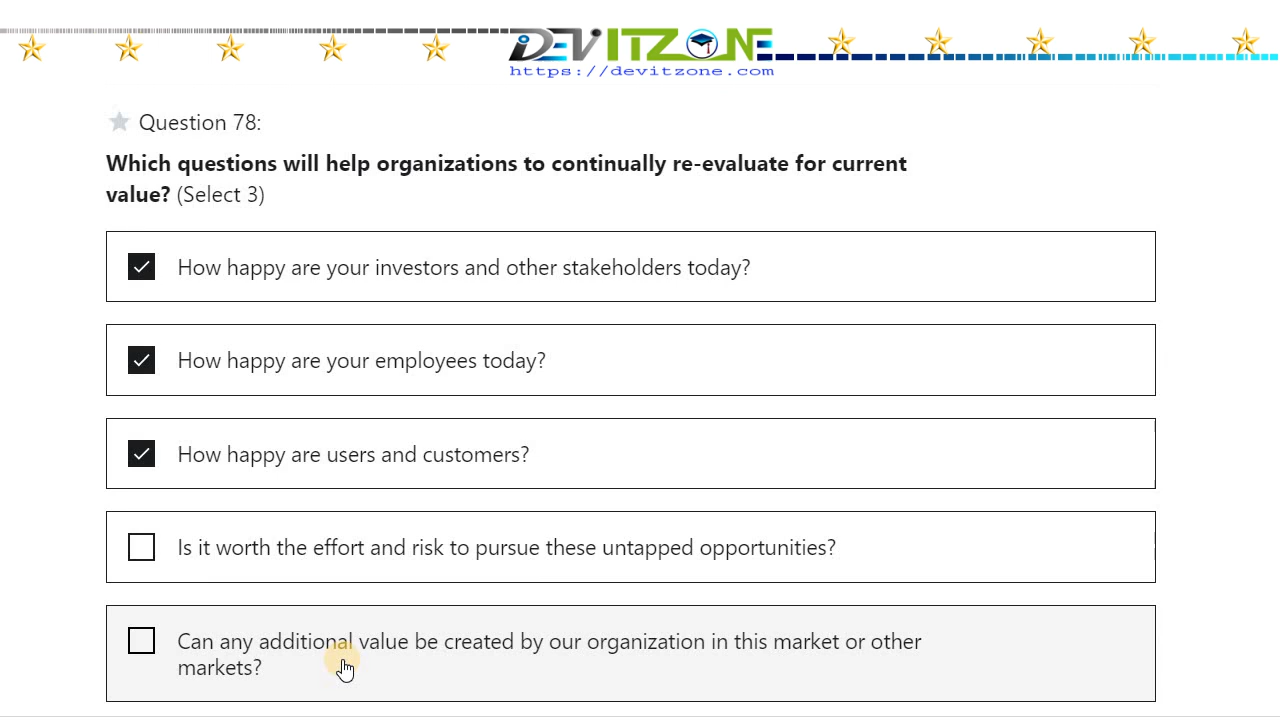 DEVITZONE
https://devitzone.com
Question 78:
Which questions will help organizations to continually re-evaluate for current
value? (Select 3)
How happy are your investors and other stakeholders today?
How happy are your employees today?
How happy are users and customers?
Is it worth the effort and risk to pursue these untapped opportunities?
Can any additional value be created by our organization in this market or other
markets?